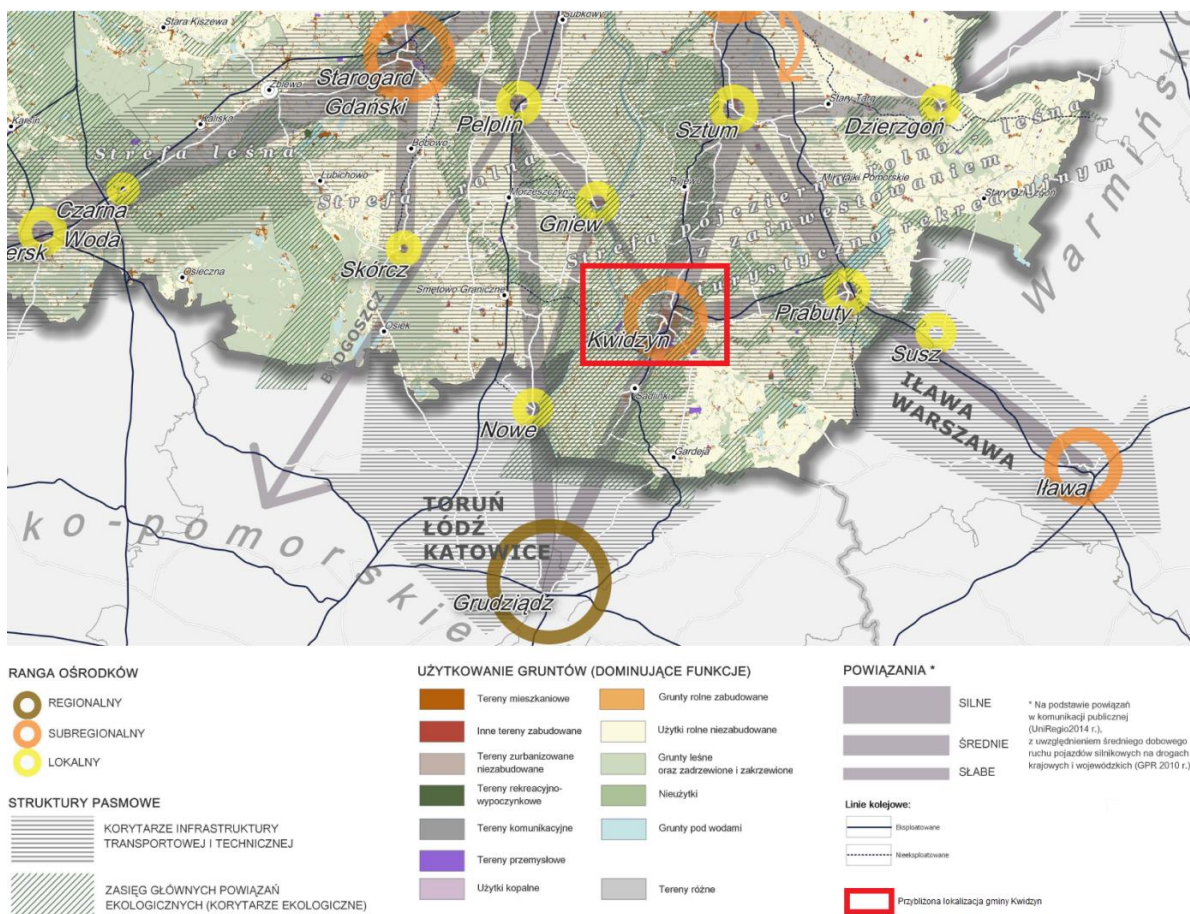 Stara Kiszewa
Subkowy
Starogard
Gdański
Zblewo
Pelplin
Sztum
Stary Targ
Dzierzgoń
Karsin
Kaliska
Bobowo
Strefa leśna
Strefa rolna
leśna
Warmińsk
Lubichowo
Morzeszczyn
Ryjewo
Mikołajki Pomorskie
Stary Dzierzgoń
Strefa pojezierna rolno
z zainwestowaniem
turystyczno rekreacyjnym
Czarna
Woda
ersk
Gniew
Skórcz
Osieczna
Smętowo Graniczne
Osiek
BYDGOSZCZ
Kwidzyn
Prabuty
Susz
Sadlinki
Nowe
Gardeja
IŁAWA
WARSZAWA
Iława
TORUŃ
ŁÓDŹ
KATOWICE
ko-pomorskie
Grudziądz
RANGA OŚRODKÓW
REGIONALNY
SUBREGIONALNY
LOKALNY
STRUKTURY PASMOWE
KORYTARZE INFRASTRUKTURY
TRANSPORTOWEJ I TECHNICZNEJ
ZASIĘG GŁÓWNYCH POWIĄZAŃ
EKOLOGICZNYCH (KORYTARZE EKOLOGICZNE)
UŻYTKOWANIE GRUNTÓW (DOMINUJĄCE FUNKCJE)
Tereny mieszkaniowe
Inne tereny zabudowane
Tereny zurbanizowane
niezabudowane
Tereny rekreacyjno-
wypoczynkowe
Tereny komunikacyjne
Tereny przemysłowe
Użytki kopalne
Grunty rolne zabudowane
Użytki rolne niezabudowane
Grunty leśne
oraz zadrzewione i zakrzewione
Nieużytki
Grunty pod wodami
Tereny różne
POWIĄZANIA *
SILNE
ŚREDNIE
SŁABE
* Na podstawie powiązań
w komunikacji publicznej
(UniRegio2014 r.),
z uwzględnieniem średniego dobowego
ruchu pojazdów silnikowych na drogach
krajowych i wojewódzkich (GPR 2010 r.)
Linie kolejowe:
Eksploatowane
Nieeksploatowane
Przybliżona lokalizacja gminy Kwidzyn